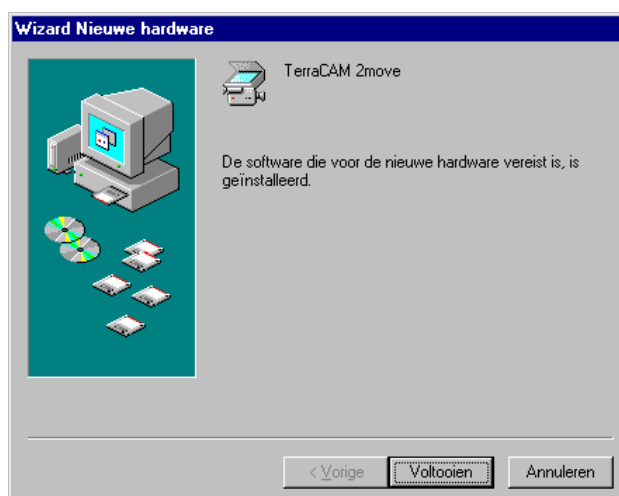 Wizard Nieuwe hardware
TerraCAM 2move
De software die voor de nieuwe hardware vereist is, is
geïnstalleerd.
< Vorige
Voltooien
Annuleren